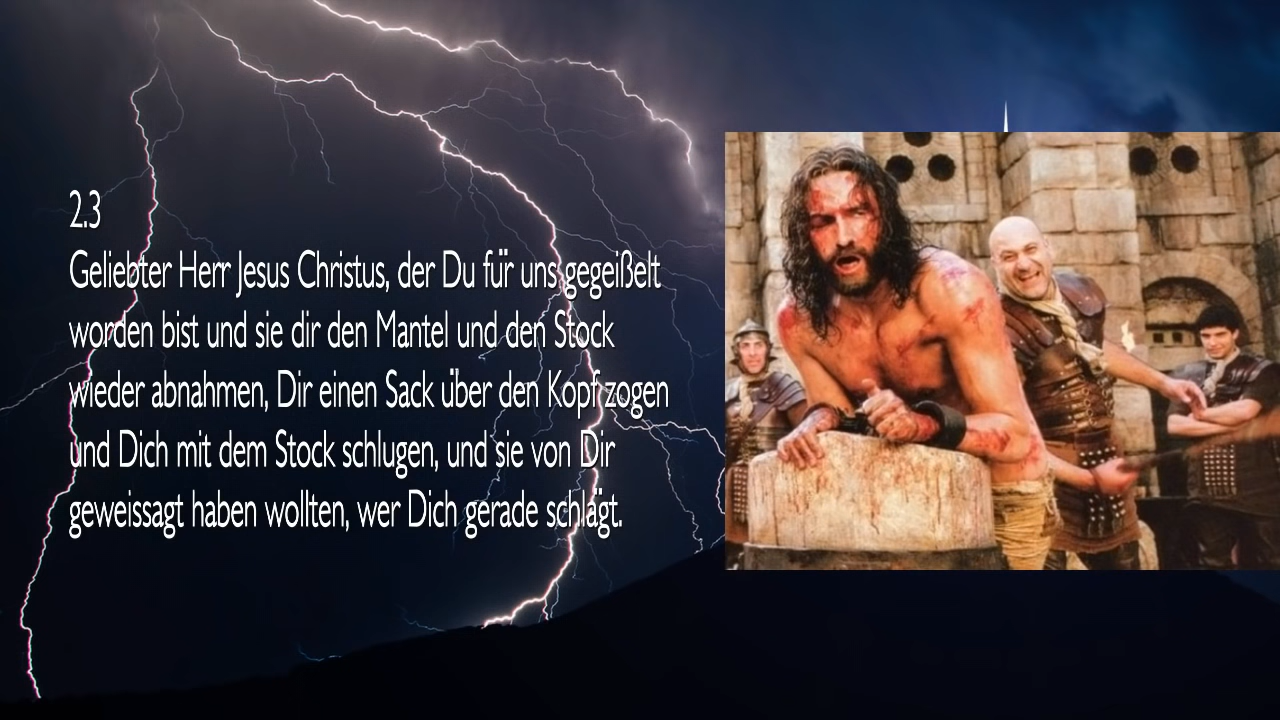 2.3
Geliebter Herr Jesus Christus, der Du für uns gegeißelt
worden bist und sie dir den Mantel und den Stock
wieder abnahmen, Dir einen Sack über den Kopf zogen
und Dich mit dem Stock schlugen, und sie von Dir
geweissagt haben wollten, wer Dich gerade schlägt.